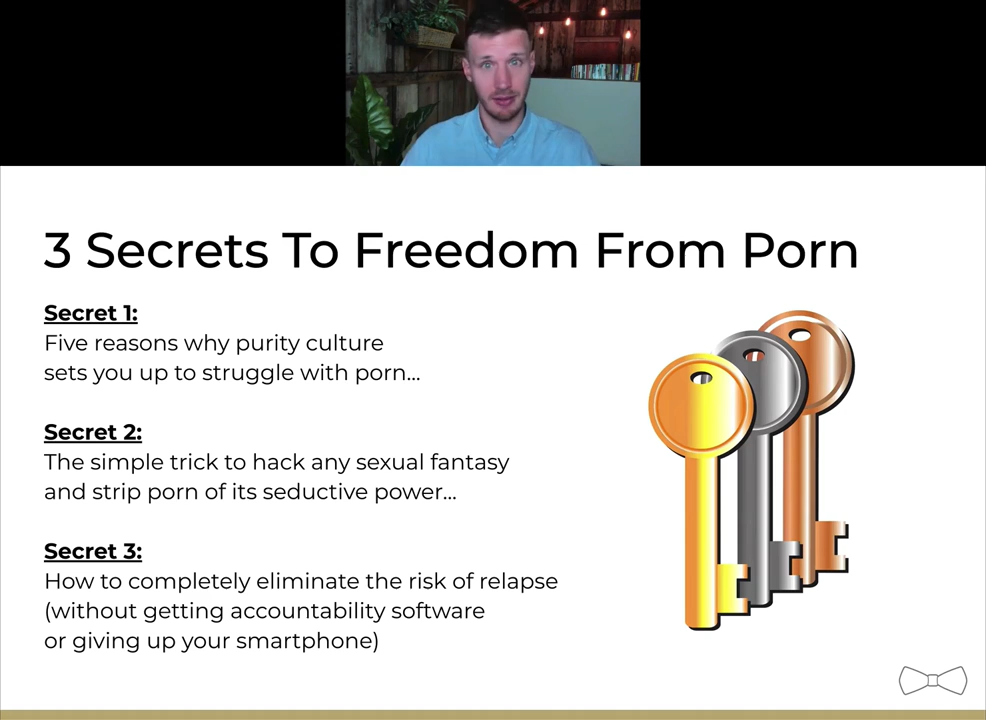 3 Secrets To Freedom From Porn
Secret 1:
Five reasons why purity culture
sets you up to struggle with porn...
Secret 2:
The simple trick to hack any sexual fantasy
and strip porn of its seductive power...
Secret 3:
How to completely eliminate the risk of relapse
(without getting accountability software
or giving up your smartphone)